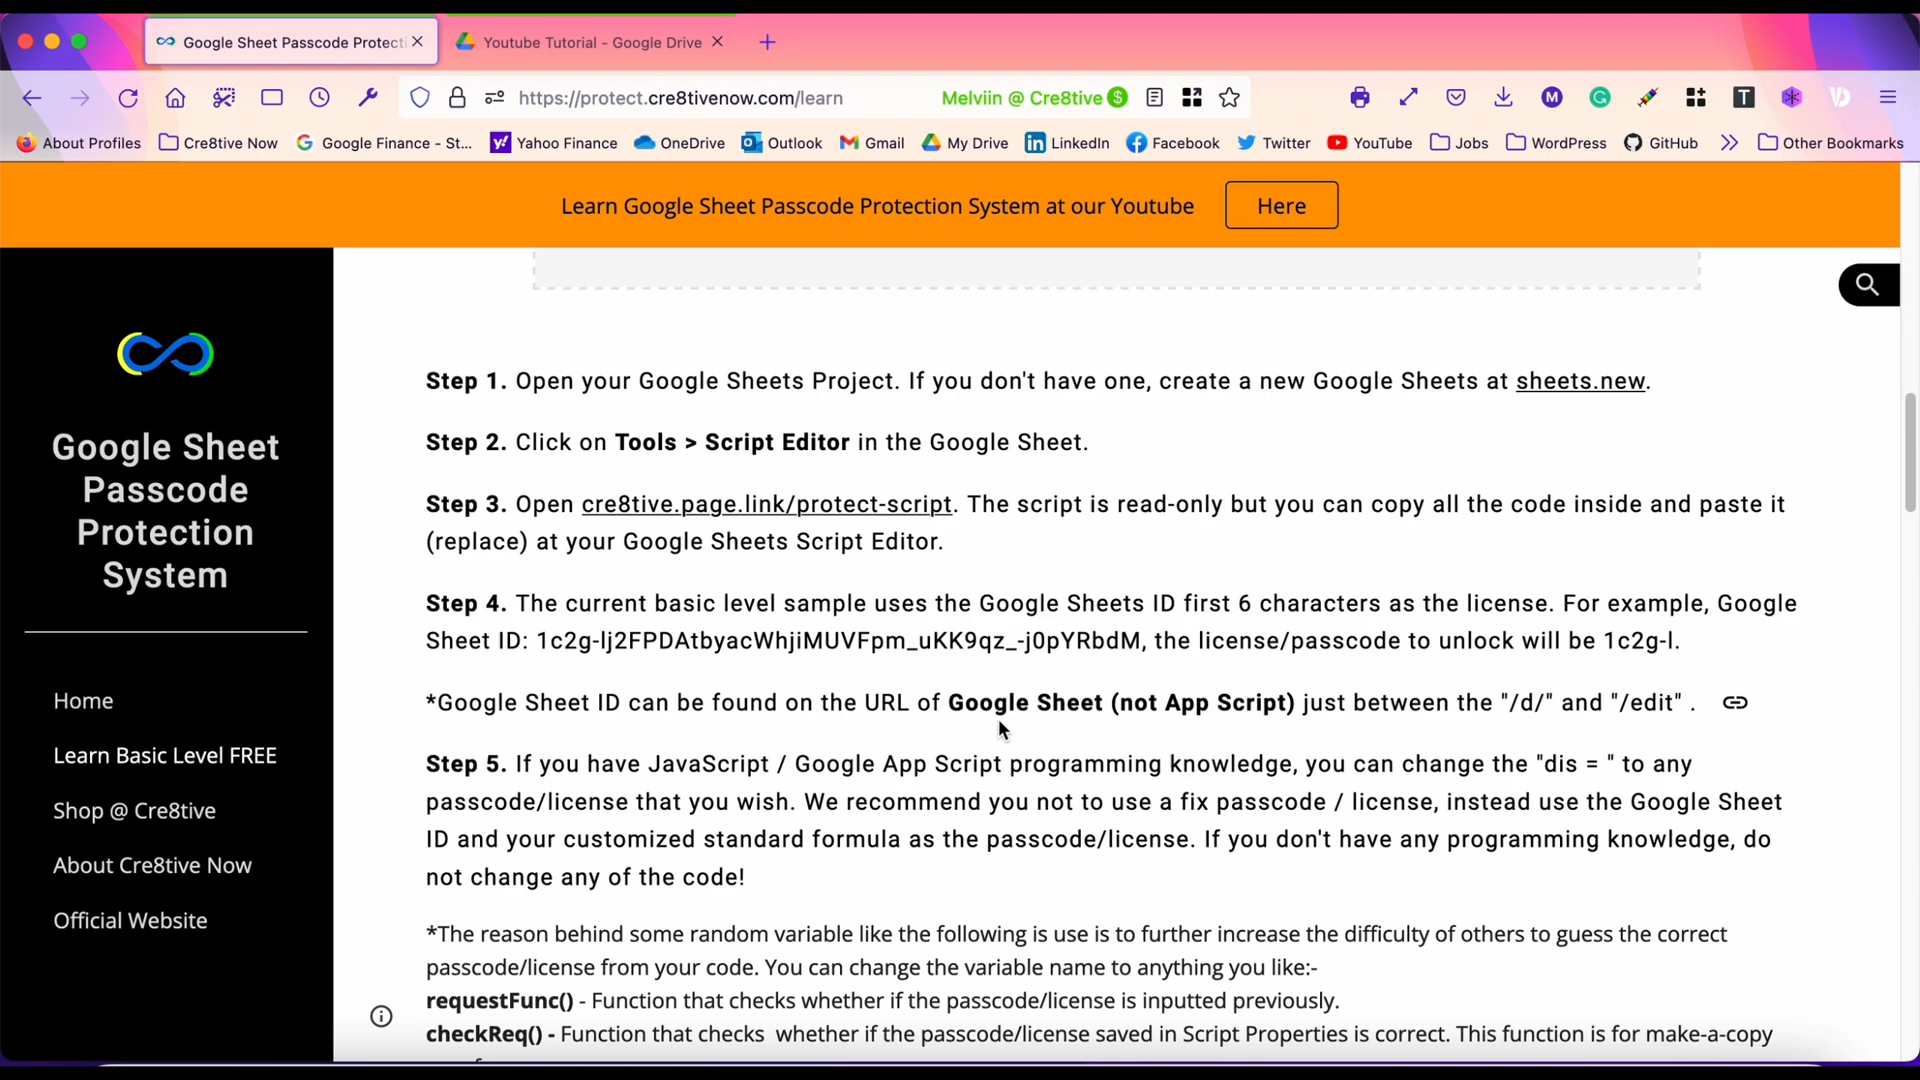 Google Sheet Passcode Protecti
Youtube Tutorial - Google Drive
https://protect.cre8tivenow.com/learn
Melviin @ Cre8tive
About Profiles
Cre8tive Now
Google Finance - St...
Yahoo Finance
OneDrive
Outlook
Gmail
My Drive
LinkedIn
Facebook
Twitter
YouTube
Jobs
WordPress
GitHub
Other Bookmarks
Learn Google Sheet Passcode Protection System at our Youtube
Here
Google Sheet
Passcode
Protection
System
Home
Learn Basic Level FREE
Shop @ Cre8tive
About Cre8tive Now
Official Website
Step 1. Open your Google Sheets Project. If you don't have one, create a new Google Sheets at sheets.new.
Step 2. Click on Tools > Script Editor in the Google Sheet.
Step 3. Open cre8tive.page.link/protect-script. The script is read-only but you can copy all the code inside and paste it
(replace) at your Google Sheets Script Editor.
Step 4. The current basic level sample uses the Google Sheets ID first 6 characters as the license. For example, Google
Sheet ID: 1c2g-lj2FPDAtbyacWhjiMUVFpm_uKK9qz_-j0pYRbdM, the license/passcode to unlock will be 1c2g-l.
*Google Sheet ID can be found on the URL of Google Sheet (not App Script) just between the "/d/" and "/edit" .
Step 5. If you have JavaScript / Google App Script programming knowledge, you can change the "dis = " to any
passcode/license that you wish. We recommend you not to use a fix passcode / license, instead use the Google Sheet
ID and your customized standard formula as the passcode/license. If you don't have any programming knowledge, do
not change any of the code!
*The reason behind some random variable like the following is use is to further increase the difficulty of others to guess the correct
passcode/license from your code. You can change the variable name to anything you like:-
requestFunc() - Function that checks whether if the passcode/license is inputted previously.
checkReq() - Function that checks  whether if the passcode/license saved in Script Properties is correct. This function is for make-a-copy